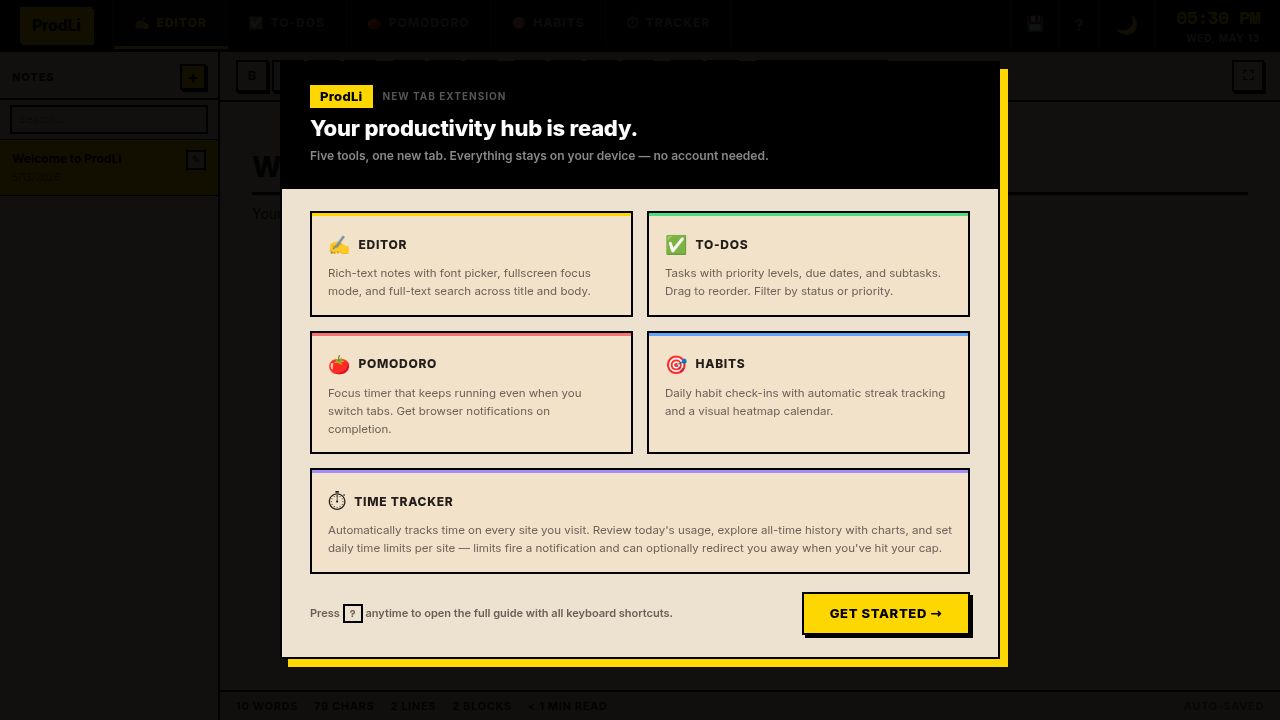 ProdLi
EDITOR
TO-DOS
POMODORO
HABITS
TRACKER
?
05:30 PM
WED, MAY 13
NOTES
+
B
Search...
Welcome to ProdLi
5/13/2026
W
Your
ProdLi NEW TAB EXTENSION
Your productivity hub is ready.
Five tools, one new tab. Everything stays on your device — no account needed.
EDITOR
Rich-text notes with font picker, fullscreen focus
mode, and full-text search across title and body.
TO-DOS
Tasks with priority levels, due dates, and subtasks.
Drag to reorder. Filter by status or priority.
POMODORO
Focus timer that keeps running even when you
switch tabs. Get browser notifications on
completion.
HABITS
Daily habit check-ins with automatic streak tracking
and a visual heatmap calendar.
TIME TRACKER
Automatically tracks time on every site you visit. Review today's usage, explore all-time history with charts, and set
daily time limits per site — limits fire a notification and can optionally redirect you away when you've hit your cap.
Press ? anytime to open the full guide with all keyboard shortcuts.
GET STARTED →
10 WORDS
79 CHARS
2 LINES
2 BLOCKS
< 1 MIN READ
AUTO-SAVED